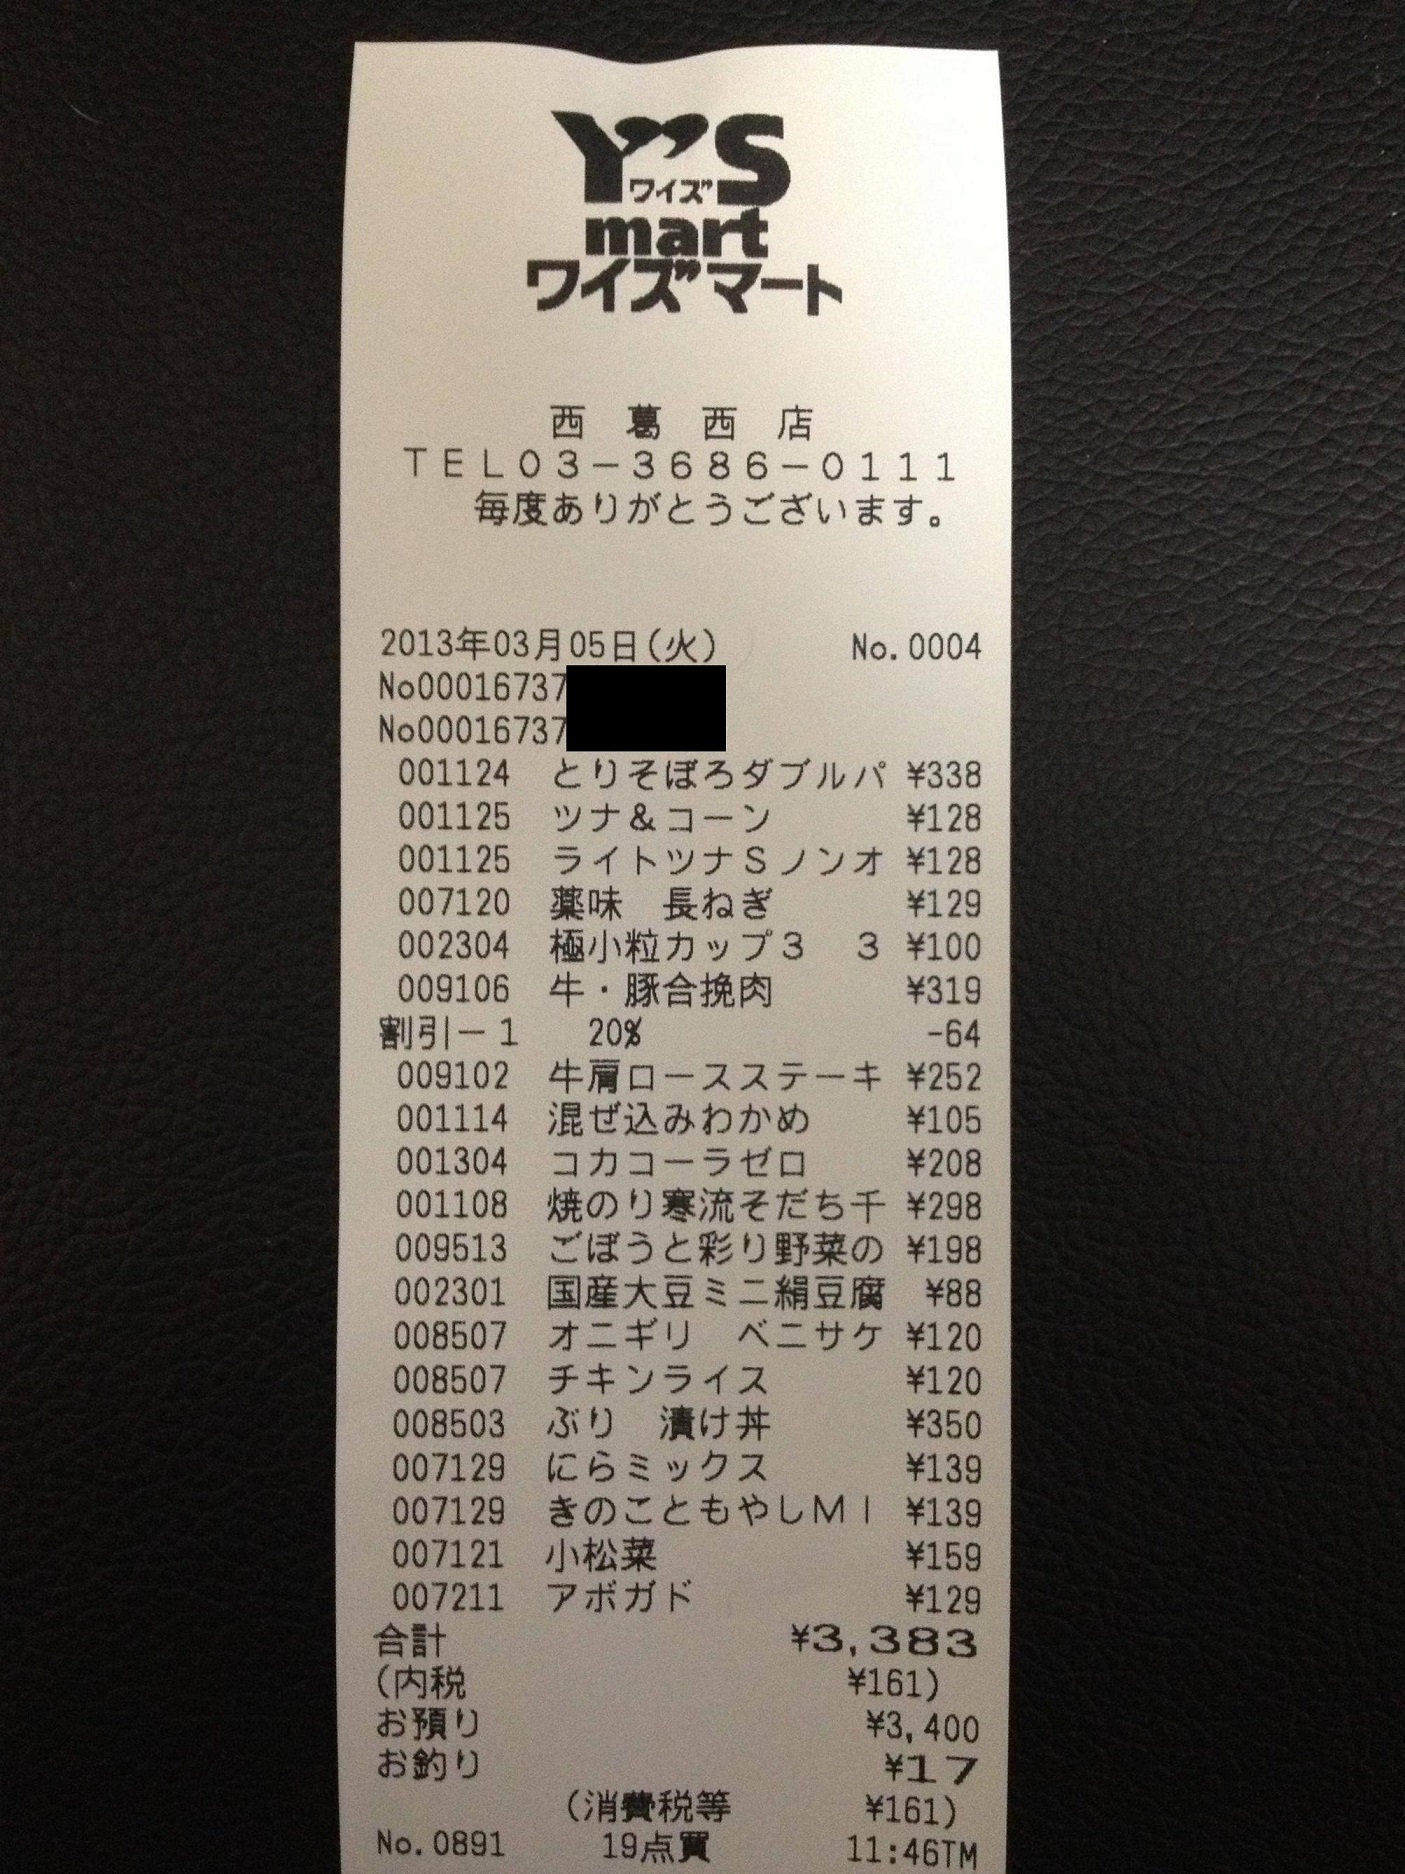 Y's
ワイズ
mart
ワイズマート
西 葛 西 店
TEL03-3686-0111
毎度ありがとうございます。
2013年03月05日(火) No.0004
No00016737
No00016737
001124 とりそぼろダブルパ ¥338
001125 ツナ&コーン ¥128
001125 ライトツナSノンオ ¥128
007120 薬味 長ねぎ ¥129
002304 極小粒カップ3 3 ¥100
009106 牛・豚合挽肉 ¥319
割引-1 20% -64
009102 牛肩ロースステーキ ¥252
001114 混ぜ込みわかめ ¥105
001304 コカコーラゼロ ¥208
001108 焼のり寒流そだち千 ¥298
009513 ごぼうと彩り野菜の ¥198
002301 国産大豆ミニ絹豆腐 ¥88
008507 オニギリ ベニサケ ¥120
008507 チキンライス ¥120
008503 ぶり 漬け丼 ¥350
007129 にらミックス ¥139
007129 きのこともやしMI ¥139
007121 小松菜 ¥159
007211 アボガド ¥129
合計 ¥3,383
(内税 ¥161)
お預り ¥3,400
お釣り ¥17
(消費税等 ¥161)
No.0891 19点買 11:46TM